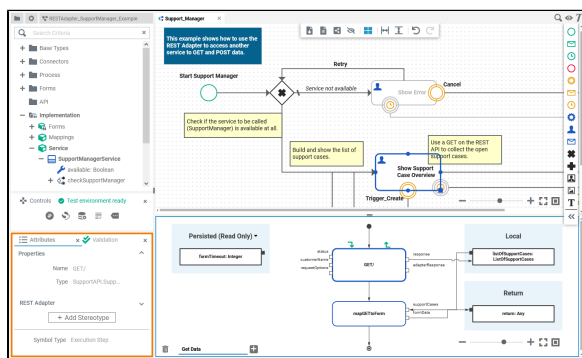 RESTAdapter_SupportManager_Example
Support_Manager
×
Search Criteria
Base Types
Connectors
Process
Forms
API
Implementation
Forms
Mappings
Service
SupportManagerService
available: Boolean
checkSupportManager
Controls
Test environment ready
Attributes
Validation
Properties
Name GET/
Type SupportAPI.Supp...
REST Adapter
+ Add Stereotype
Symbol Type Execution Step
This example shows how to use the
REST Adapter to access another
service to GET and POST data.
Start Support Manager
Retry
Service not available
Show Error
Cancel
Check if the service to be called
(SupportManager) is available at all.
Build and show the list of
support cases.
Use a GET on the REST
API to collect the open
support cases.
Show Support
Case Overview
Trigger_Create
Persisted (Read Only)
formTimeout: Integer
status
customerName
requestOptions
GET/
response
adapterResponse
Local
listOfSupportCases:
ListOfSupportCases
mapGETtoForm
supportCases
formData
Return
return: Any
Get Data